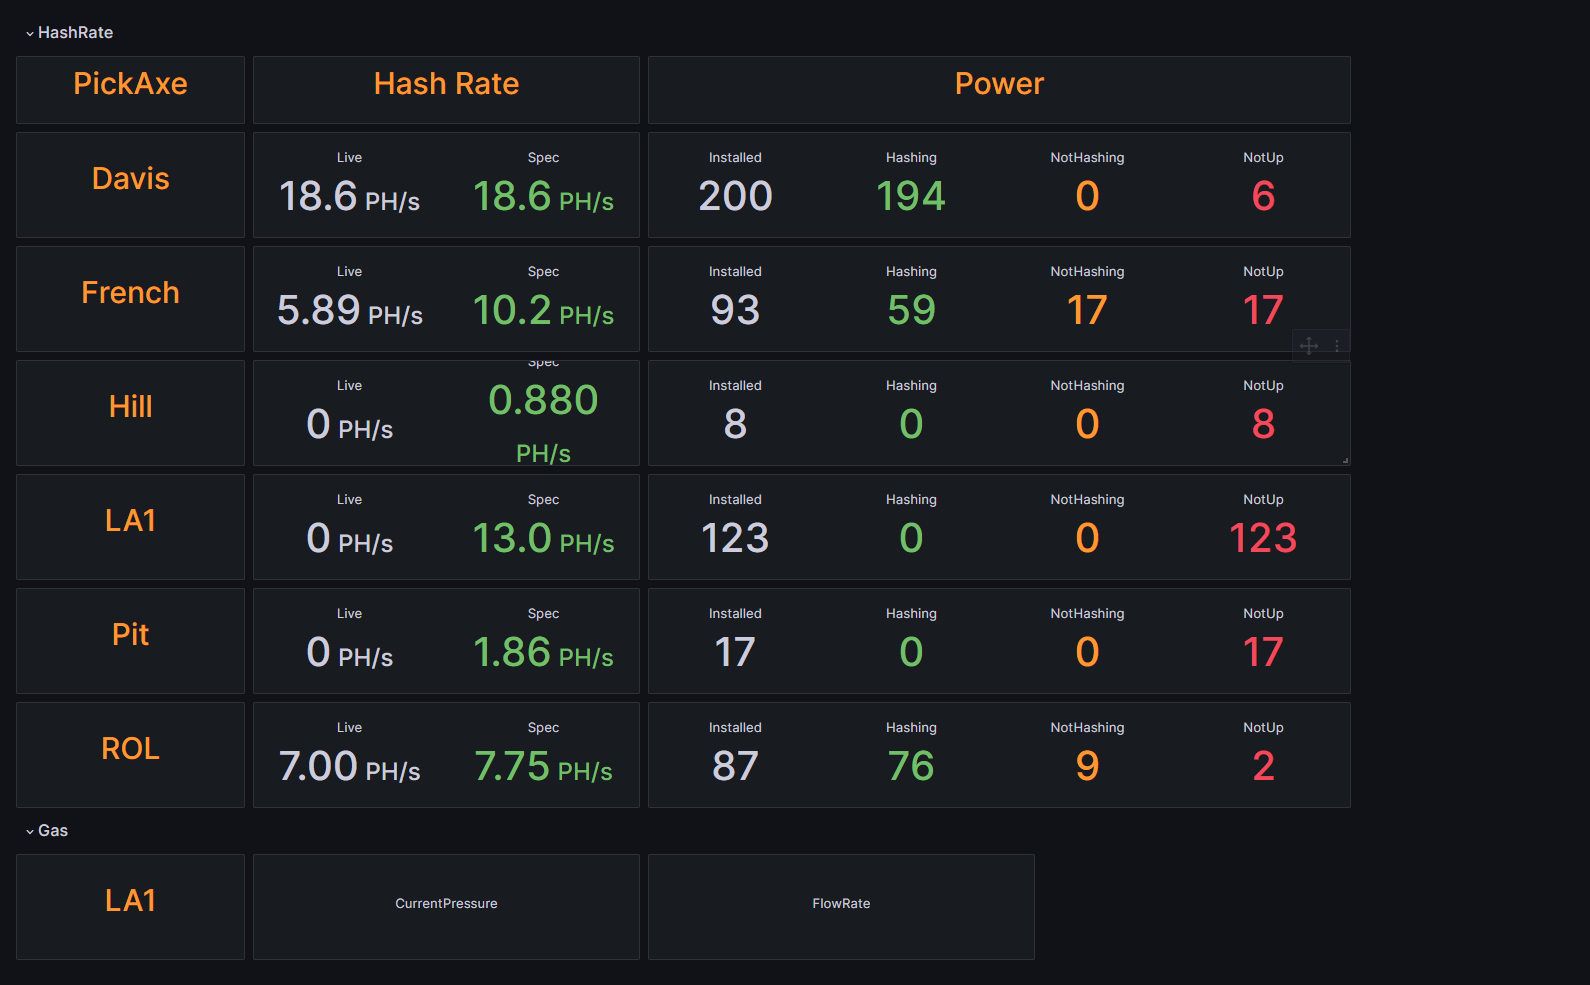 HashRate
PickAxe Hash Rate Power
Davis
Live Spec Installed Hashing NotHashing NotUp
18.6 PH/s 18.6 PH/s 200 194 0 6
French
Live Spec Installed Hashing NotHashing NotUp
5.89 PH/s 10.2 PH/s 93 59 17 17
Hill
Live Spec Installed Hashing NotHashing NotUp
0 PH/s 0.880 PH/s 8 0 0 8
LA1
Live Spec Installed Hashing NotHashing NotUp
0 PH/s 13.0 PH/s 123 0 0 123
Pit
Live Spec Installed Hashing NotHashing NotUp
0 PH/s 1.86 PH/s 17 0 0 17
ROL
Live Spec Installed Hashing NotHashing NotUp
7.00 PH/s 7.75 PH/s 87 76 9 2
Gas
LA1 CurrentPressure FlowRate